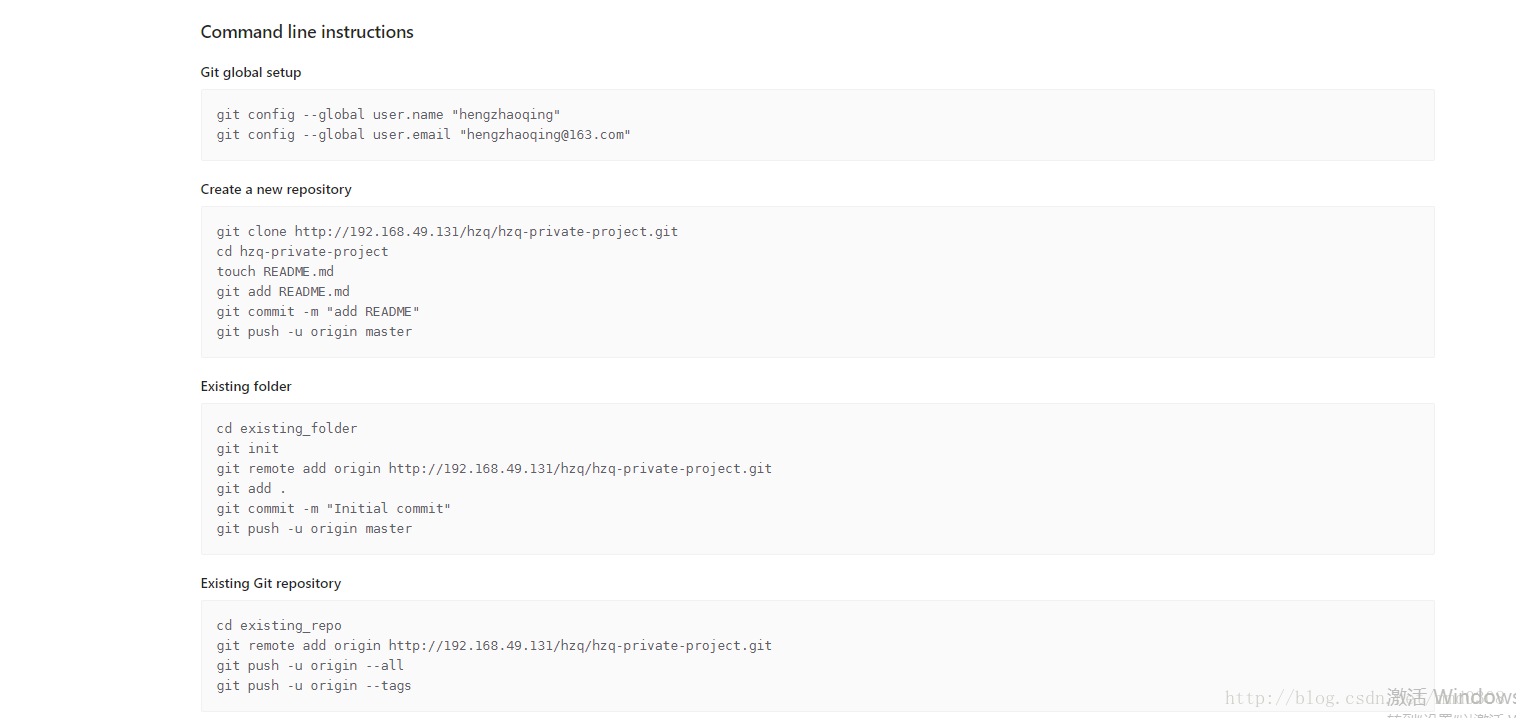 Command line instructions
Git global setup
git config --global user.name "hengzhaoqing"
git config --global user.email "hengzhaoqing@163.com"
Create a new repository
git clone http://192.168.49.131/hzq/hzq-private-project.git
cd hzq-private-project
touch README.md
git add README.md
git commit -m "add README"
git push -u origin master
Existing folder
cd existing_folder
git init
git remote add origin http://192.168.49.131/hzq/hzq-private-project.git
git add .
git commit -m "Initial commit"
git push -u origin master
Existing Git repository
cd existing_repo
git remote add origin http://192.168.49.131/hzq/hzq-private-project.git
git push -u origin --all
git push -u origin --tags
激活 Windows